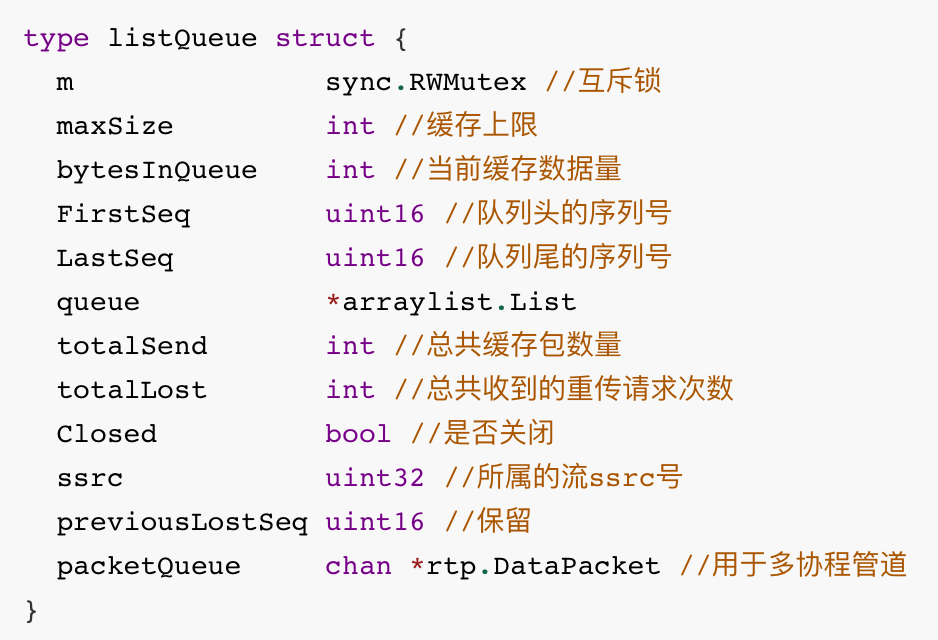 type listQueue struct {
  m               sync.RWMutex //互斥锁
  maxSize         int //缓存上限
  bytesInQueue    int //当前缓存数据量
  FirstSeq        uint16 //队列头的序列号
  LastSeq         uint16 //队列尾的序列号
  queue           *arraylist.List
  totalSend       int //总共缓存包数量
  totalLost       int //总共收到的重传请求次数
  Closed          bool //是否关闭
  ssrc            uint32 //所属的流ssrc号
  previousLostSeq uint16 //保留
  packetQueue     chan *rtp.DataPacket //用于多协程管道
}